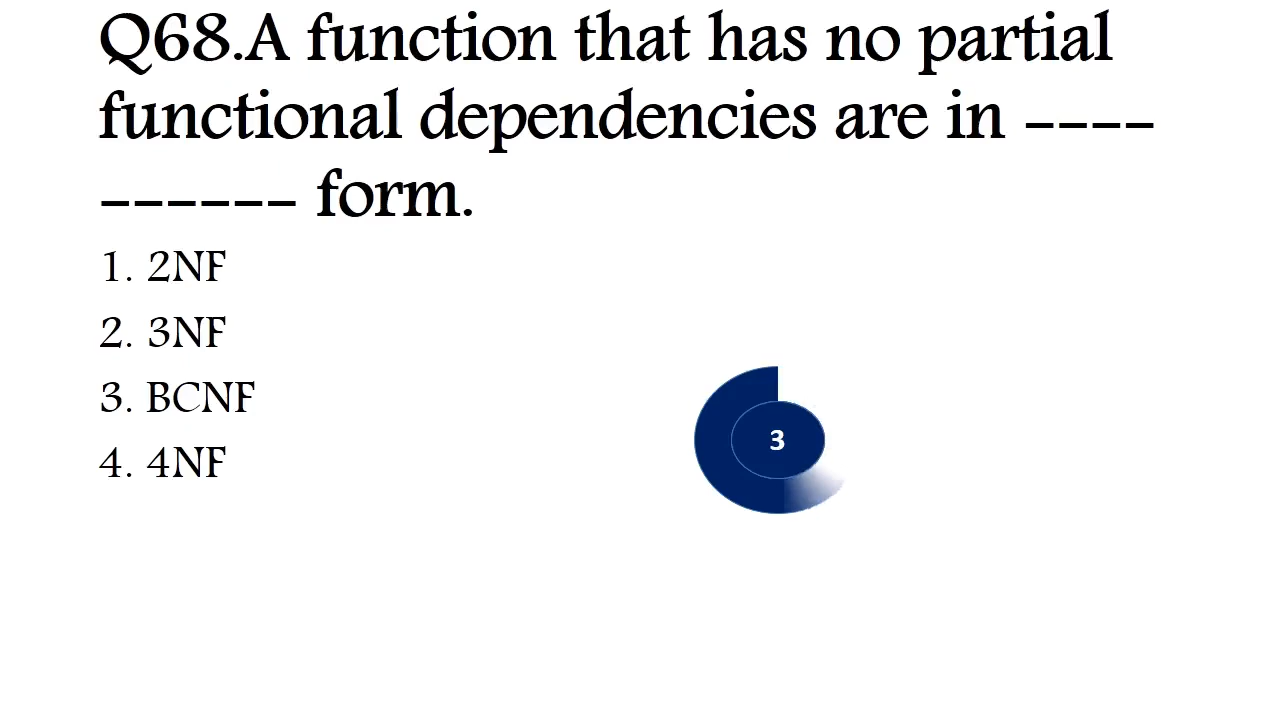 Q68.A function that has no partial
functional dependencies are in ----
------ form.
1. 2NF
2. 3NF
3. BCNF
4. 4NF
3